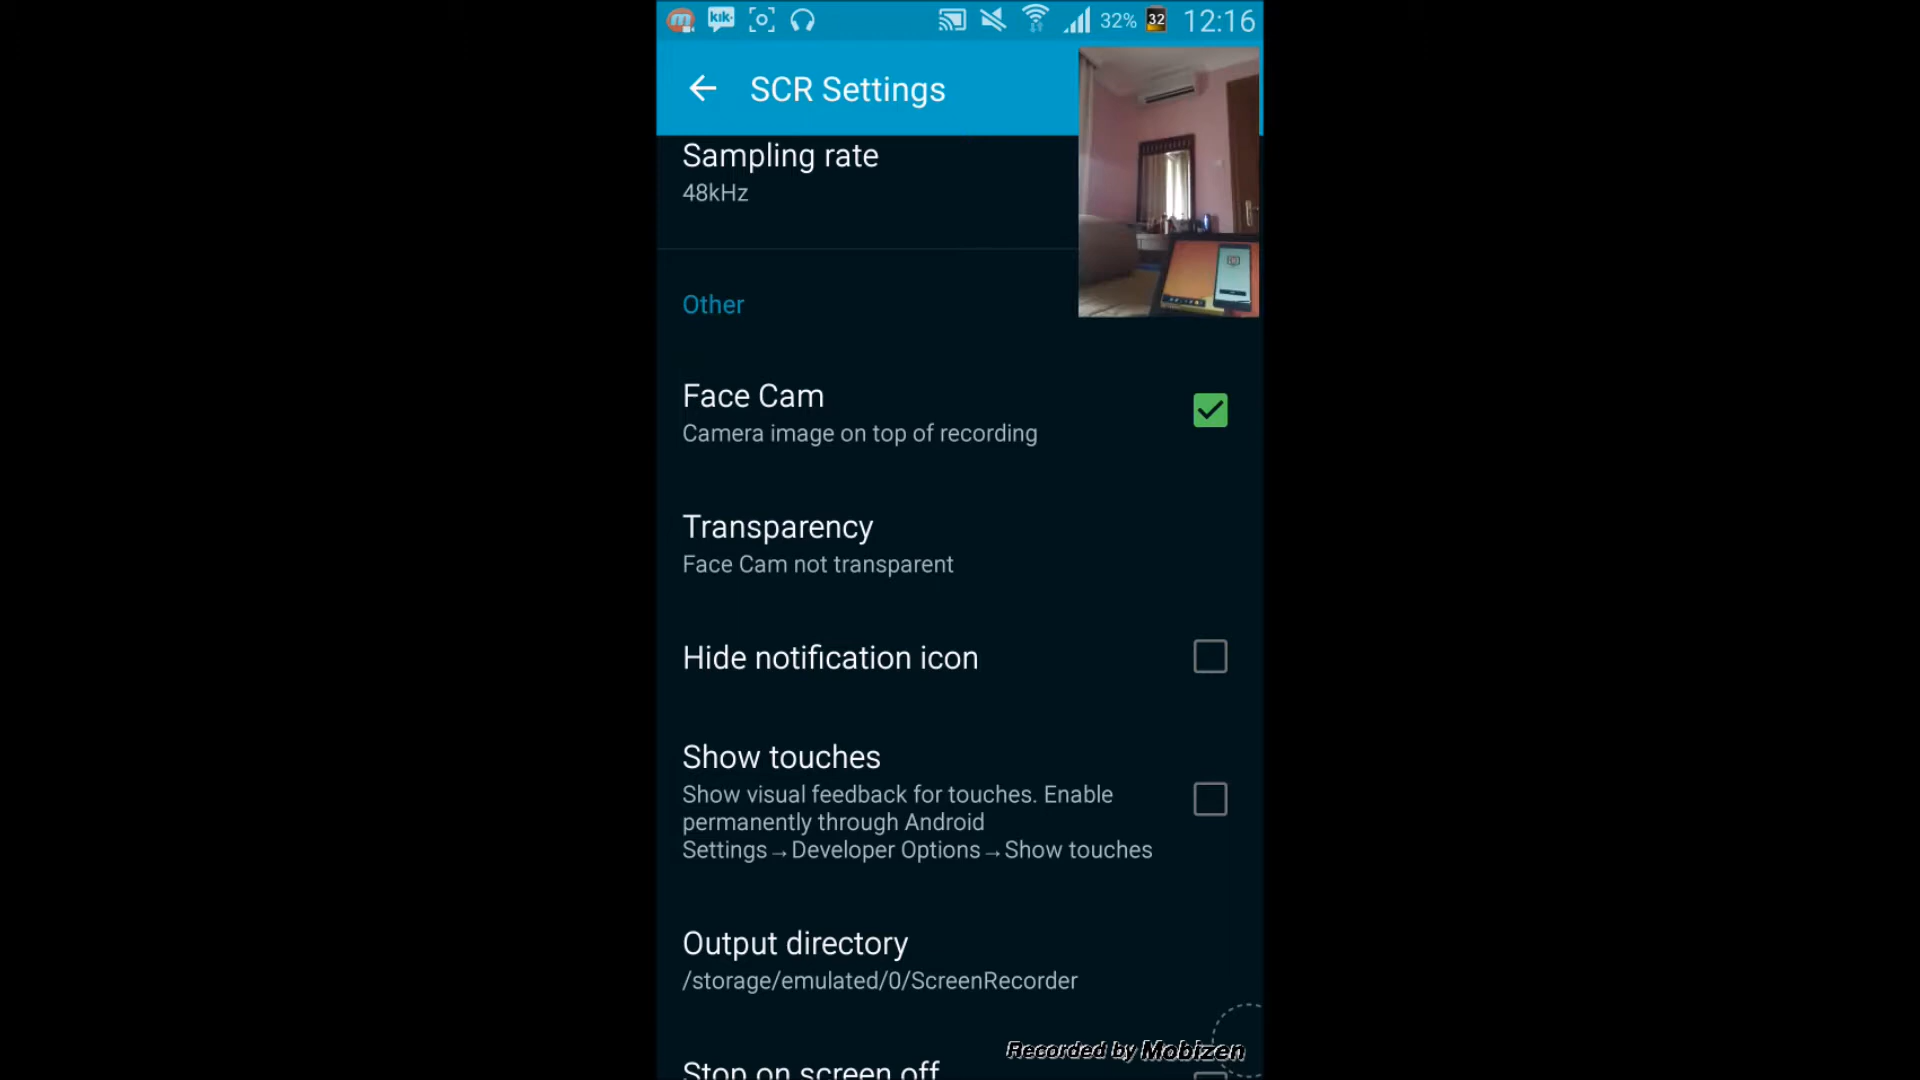 kik
32% 32 12:16
SCR Settings
Sampling rate
48kHz
Other
Face Cam
Camera image on top of recording
Transparency
Face Cam not transparent
Hide notification icon
Show touches
Show visual feedback for touches. Enable
permanently through Android
Settings→Developer Options→Show touches
Output directory
/storage/emulated/0/ScreenRecorder
Stop on screen off
Recorded by Mobizen